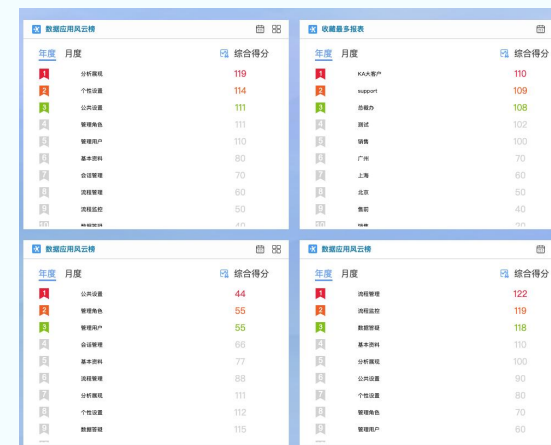 数据应用风云榜
年度 月度 综合得分
1 分析展现 119
2 个性设置 114
3 公共设置 111
4 管理角色 111
5 管理用户 110
6 基本资料 80
7 会话管理 70
8 流程管理 60
9 流程监控 50
收藏最多报表
年度 月度 综合得分
1 KA大客户 110
2 support 109
3 总裁办 108
4 测试 102
5 销售 100
6 广州 70
7 上海 60
8 北京 50
9 售前 40
数据应用风云榜
年度 月度 综合得分
1 公共设置 44
2 管理角色 55
3 管理用户 55
4 会话管理 66
5 基本资料 77
6 流程管理 88
7 分析展现 111
8 个性设置 112
9 数据答疑 115
数据应用风云榜
年度 月度 综合得分
1 流程管理 122
2 流程监控 119
3 数据答疑 118
4 基本资料 110
5 分析展现 100
6 公共设置 90
7 个性设置 80
8 管理角色 70
9 管理用户 60